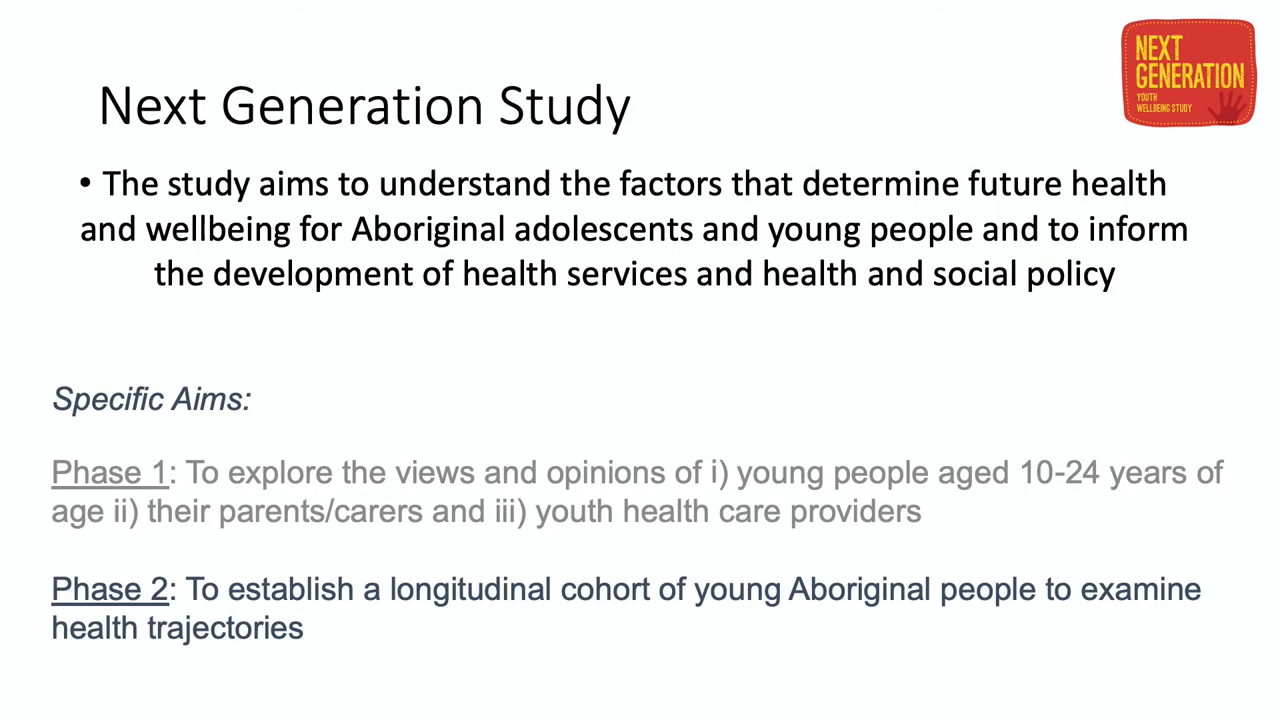 NEXT
GENERATION
YOUTH
WELLBEING STUDY
Next Generation Study
• The study aims to understand the factors that determine future health
and wellbeing for Aboriginal adolescents and young people and to inform
the development of health services and health and social policy
Specific Aims:
Phase 1: To explore the views and opinions of i) young people aged 10-24 years of
age ii) their parents/carers and iii) youth health care providers
Phase 2: To establish a longitudinal cohort of young Aboriginal people to examine
health trajectories